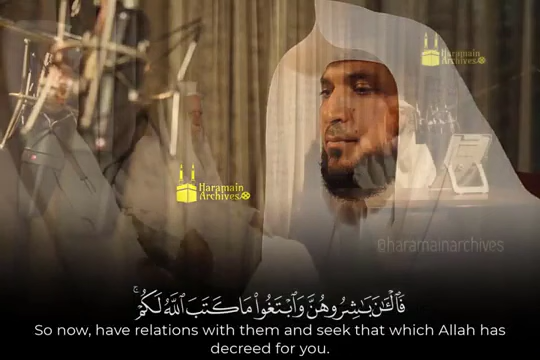 Haramain
Archives
Haramain
Archives
@haramainarchives
فَٱلْـَٰٔنَ بَـٰشِرُوهُنَّ وَٱبْتَغُوا۟ مَا كَتَبَ ٱللَّهُ لَكُمْ ۚ
So now, have relations with them and seek that which Allah has
decreed for you.